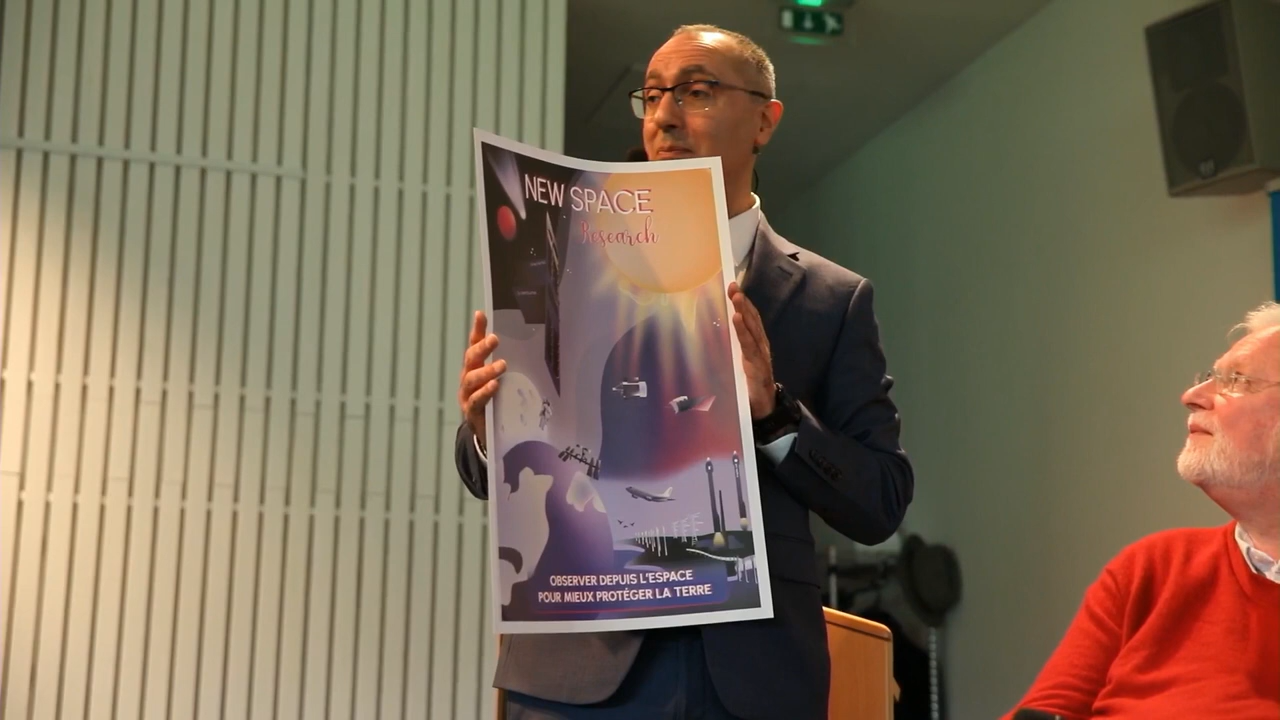 NEW SPACE
Research
OBSERVER DEPUIS L'ESPACE
POUR MIEUX PROTÉGER LA TERRE